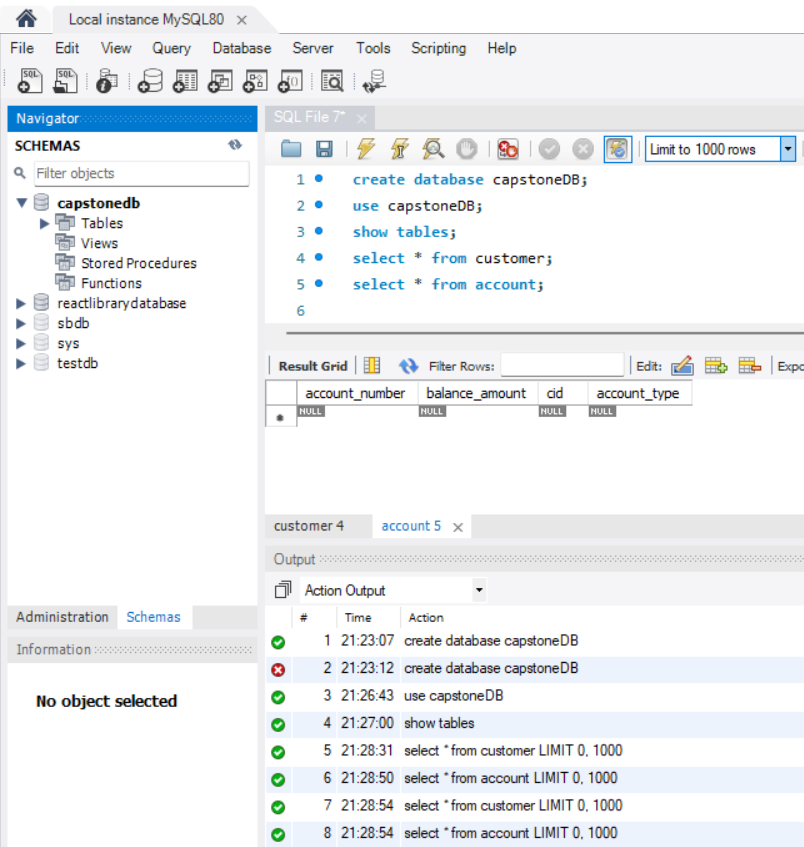 Local instance MySQL80 ×
File Edit View Query Database Server Tools Scripting Help
SQL SQL
Navigator
SQL File 7* ×
SCHEMAS
Limit to 1000 rows
Filter objects
1 create database capstoneDB;
2 use capstoneDB;
3 show tables;
4 select * from customer;
5 select * from account;
6
capstonedb
Tables
Views
Stored Procedures
Functions
reactlibrarydatabase
sbdb
sys
testdb
Result Grid Filter Rows: Edit: Expo
account_number balance_amount cid account_type
* NULL NULL NULL NULL
customer 4 account 5 ×
Output
Action Output
Administration Schemas
# Time Action
Information
1 21:23:07 create database capstoneDB
2 21:23:12 create database capstoneDB
No object selected
3 21:26:43 use capstoneDB
4 21:27:00 show tables
5 21:28:31 select * from customer LIMIT 0, 1000
6 21:28:50 select * from account LIMIT 0, 1000
7 21:28:54 select * from customer LIMIT 0, 1000
8 21:28:54 select * from account LIMIT 0, 1000